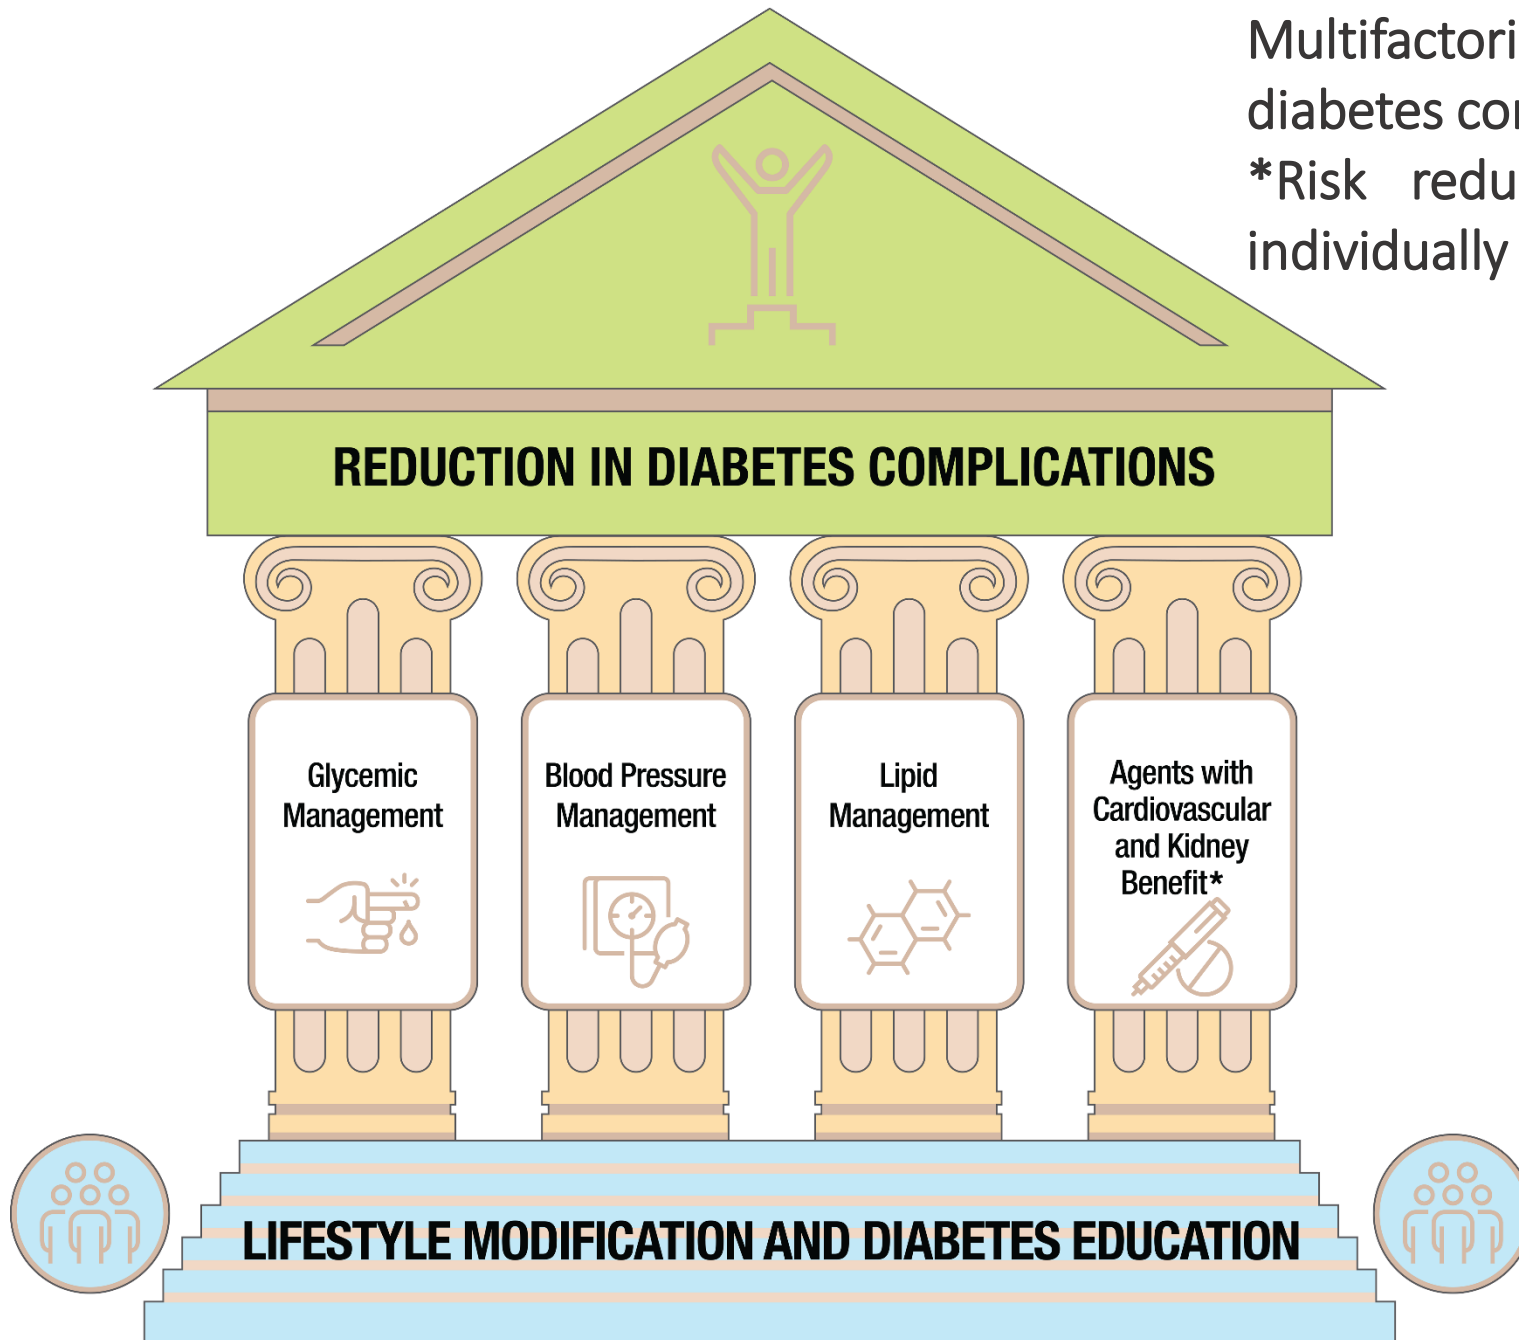 Multifactori
diabetes co
*Risk redu
individually
REDUCTION IN DIABETES COMPLICATIONS
Glycemic
Management
Blood Pressure
Management
Lipid
Management
Agents with
Cardiovascular
and Kidney
Benefit*
LIFESTYLE MODIFICATION AND DIABETES EDUCATION